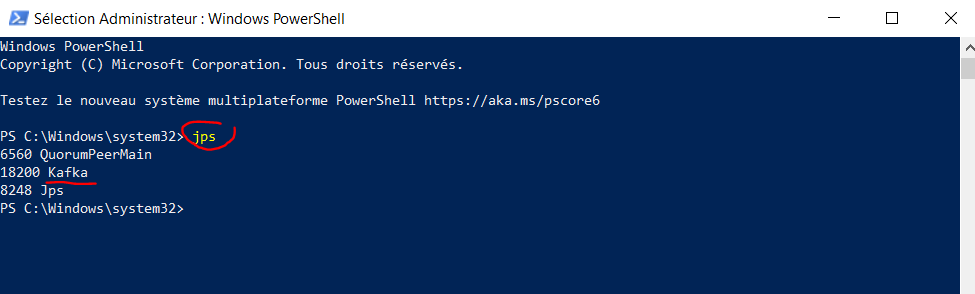 Sélection Administrateur : Windows PowerShell
Windows PowerShell
Copyright (C) Microsoft Corporation. Tous droits réservés.
Testez le nouveau système multiplateforme PowerShell https://aka.ms/pscore6
PS C:\Windows\system32> jps
6560 QuorumPeerMain
18200 Kafka
8248 Jps
PS C:\Windows\system32>